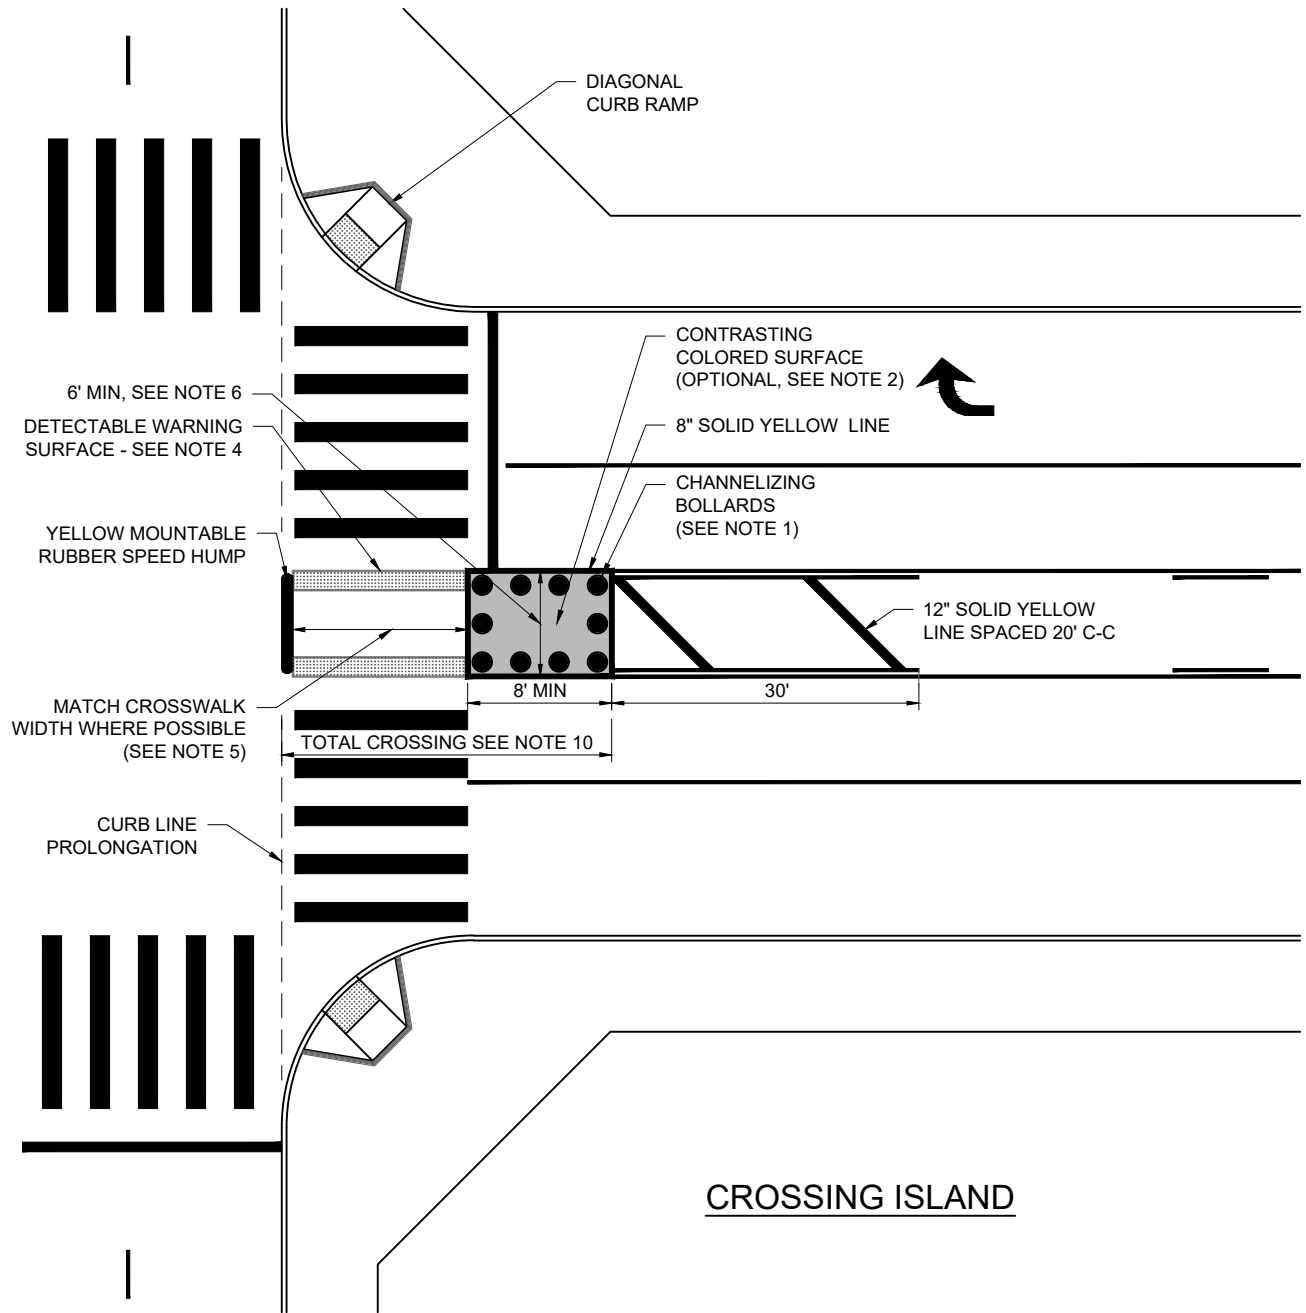 DIAGONAL
CURB RAMP
CONTRASTING
COLORED SURFACE
(OPTIONAL, SEE NOTE 2)
6' MIN, SEE NOTE 6
DETECTABLE WARNING
SURFACE - SEE NOTE 4
8" SOLID YELLOW LINE
CHANNELIZING
BOLLARDS
(SEE NOTE 1)
YELLOW MOUNTABLE
RUBBER SPEED HUMP
12" SOLID YELLOW
LINE SPACED 20' C-C
8' MIN
30'
MATCH CROSSWALK
WIDTH WHERE POSSIBLE
(SEE NOTE 5)
TOTAL CROSSING SEE NOTE 10
CURB LINE
PROLONGATION
CROSSING ISLAND